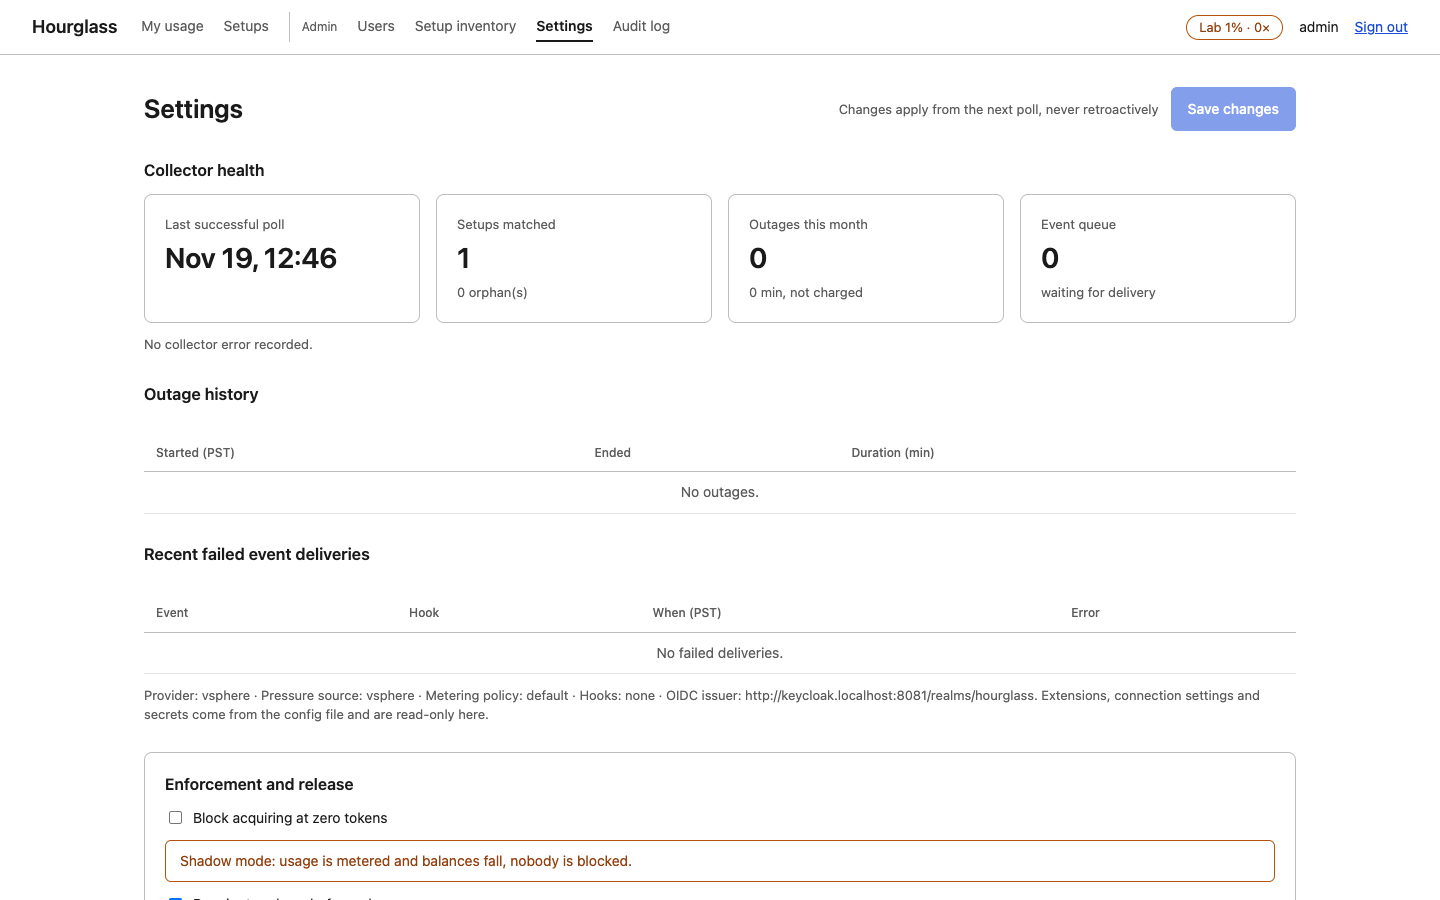 Hourglass My usage Setups Admin Users Setup inventory Settings Audit log Lab 1% · 0× admin Sign out
Settings Changes apply from the next poll, never retroactively Save changes
Collector health
Last successful poll Setups matched Outages this month Event queue
Nov 19, 12:46 1 0 0
0 orphan(s) 0 min, not charged waiting for delivery
No collector error recorded.
Outage history
Started (PST) Ended Duration (min)
No outages.
Recent failed event deliveries
Event Hook When (PST) Error
No failed deliveries.
Provider: vsphere · Pressure source: vsphere · Metering policy: default · Hooks: none · OIDC issuer: http://keycloak.localhost:8081/realms/hourglass. Extensions, connection settings and
secrets come from the config file and are read-only here.
Enforcement and release
Block acquiring at zero tokens
Shadow mode: usage is metered and balances fall, nobody is blocked.